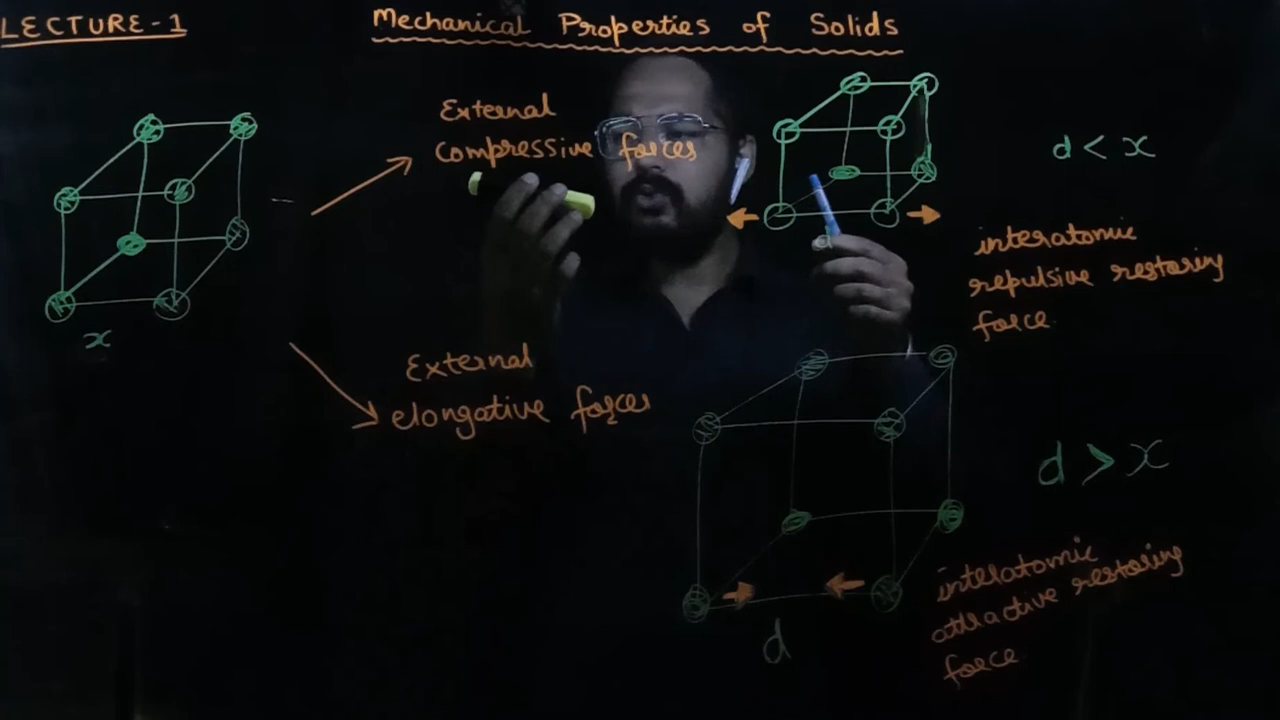 LECTURE-1
Mechanical Properties of Solids
External
compressive forces
d < x
d
interatomic
repulsive restoring
force
x
External
elongative forces
d > x
d
interatomic
attractive restoring
force